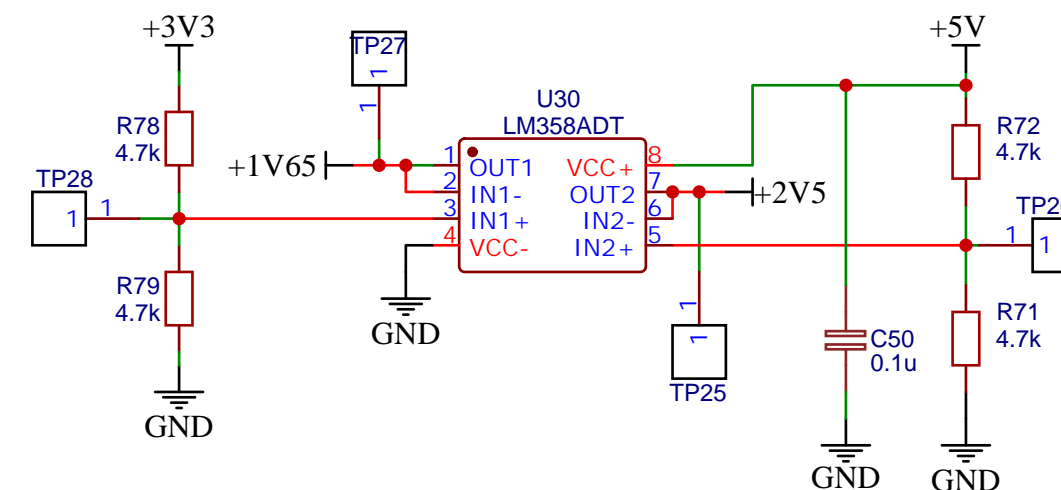 +3V3
+5V
TP27
1
1
U30
LM358ADT
R78
4.7k
R72
4.7k
+1V65
1
OUT1
VCC+
8
2
IN1-
OUT2
7
+2V5
TP28
1
1
3
IN1+
IN2-
6
4
VCC-
IN2+
5
1
1
R79
4.7k
GND
1
1
TP25
C50
0.1u
R71
4.7k
GND
GND
GND